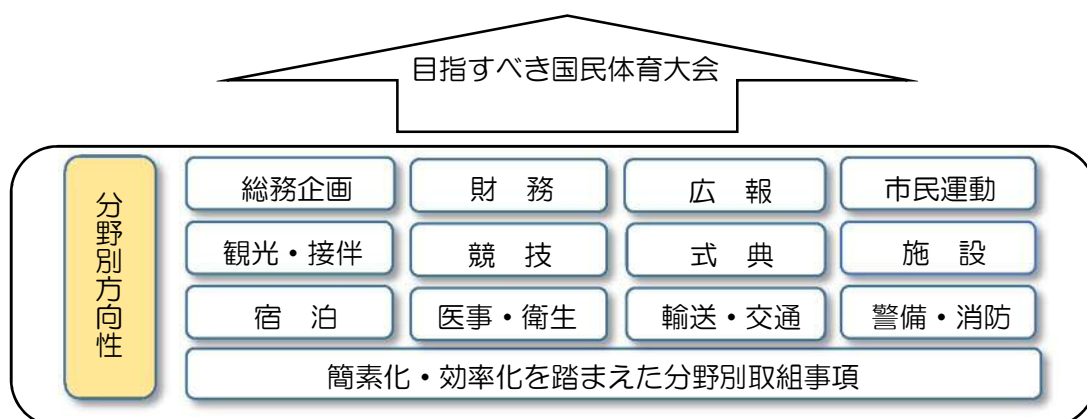 目指すべき国民体育大会
分野別方向性
総務企画
財　務
広　報
市民運動
観光・接伴
競　技
式　典
施　設
宿　泊
医事・衛生
輸送・交通
警備・消防
簡素化・効率化を踏まえた分野別取組事項